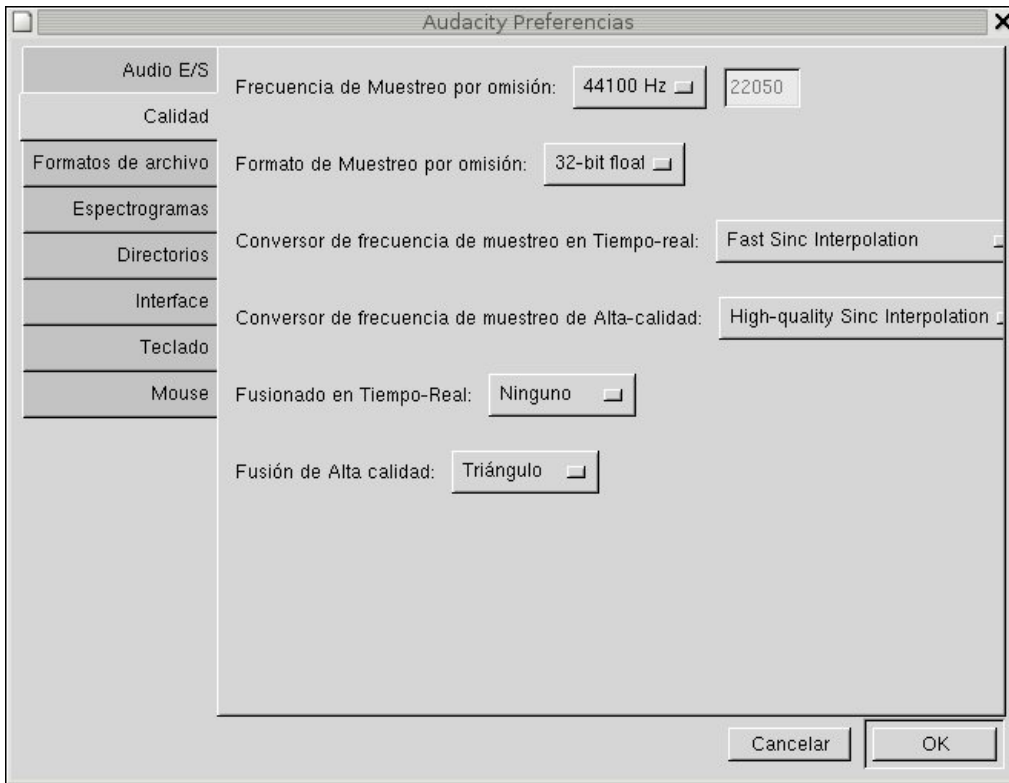 Audacity Preferencias
Audio E/S
Calidad
Formatos de archivo
Espectrogramas
Directorios
Interface
Teclado
Mouse
Frecuencia de Muestreo por omisión: 44100 Hz 22050
Formato de Muestreo por omisión: 32-bit float
Conversor de frecuencia de muestreo en Tiempo-real: Fast Sinc Interpolation
Conversor de frecuencia de muestreo de Alta-calidad: High-quality Sinc Interpolation
Fusionado en Tiempo-Real: Ninguno
Fusión de Alta calidad: Triángulo
Cancelar OK